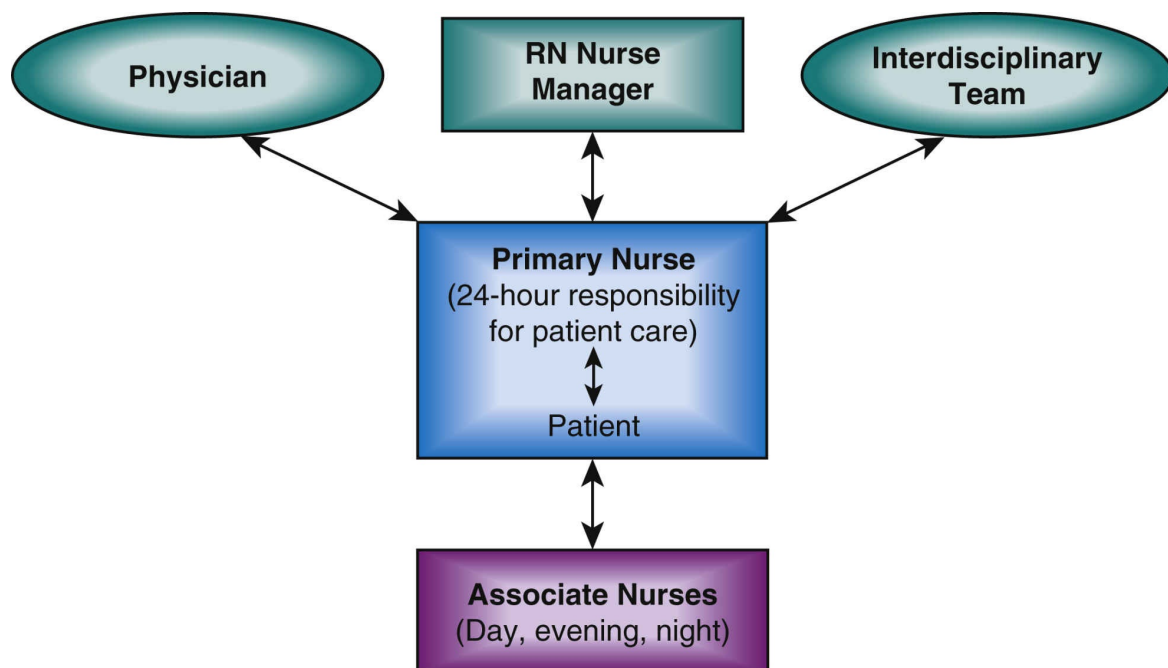 Physician
RN Nurse
Manager
Interdisciplinary
Team
Primary Nurse
(24-hour responsibility
for patient care)
Patient
Associate Nurses
(Day, evening, night)